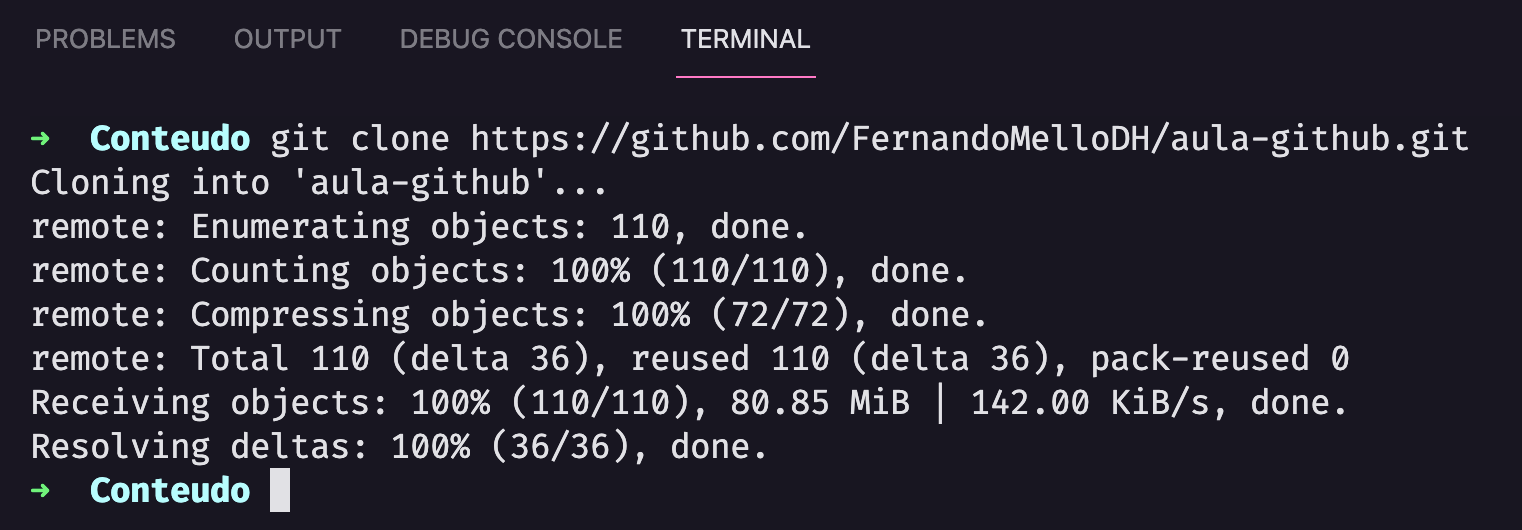 PROBLEMS OUTPUT DEBUG CONSOLE TERMINAL
➜ Conteudo git clone https://github.com/FernandoMelloDH/aula-github.git
Cloning into 'aula-github'...
remote: Enumerating objects: 110, done.
remote: Counting objects: 100% (110/110), done.
remote: Compressing objects: 100% (72/72), done.
remote: Total 110 (delta 36), reused 110 (delta 36), pack-reused 0
Receiving objects: 100% (110/110), 80.85 MiB | 142.00 KiB/s, done.
Resolving deltas: 100% (36/36), done.
➜ Conteudo